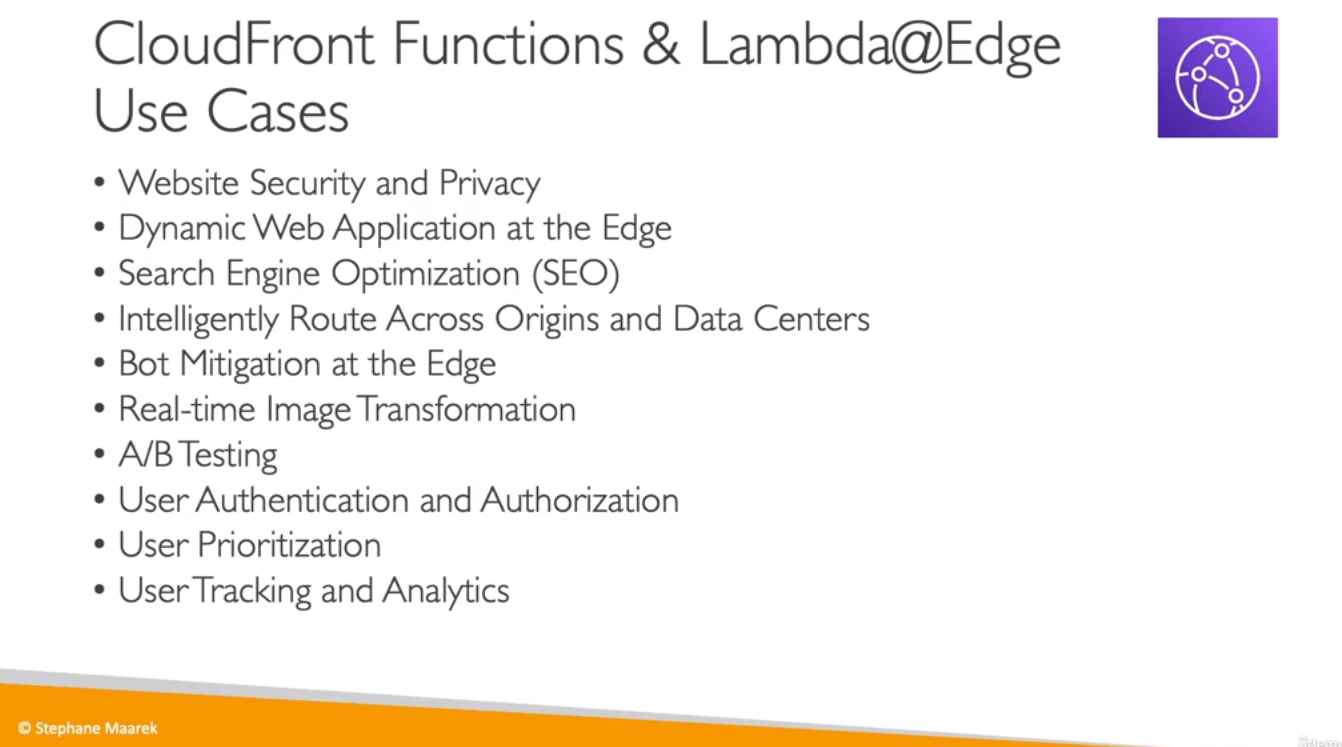 CloudFront Functions & Lambda@Edge
Use Cases
• Website Security and Privacy
• Dynamic Web Application at the Edge
• Search Engine Optimization (SEO)
• Intelligently Route Across Origins and Data Centers
• Bot Mitigation at the Edge
• Real-time Image Transformation
• A/B Testing
• User Authentication and Authorization
• User Prioritization
• User Tracking and Analytics
© Stephane Maarek